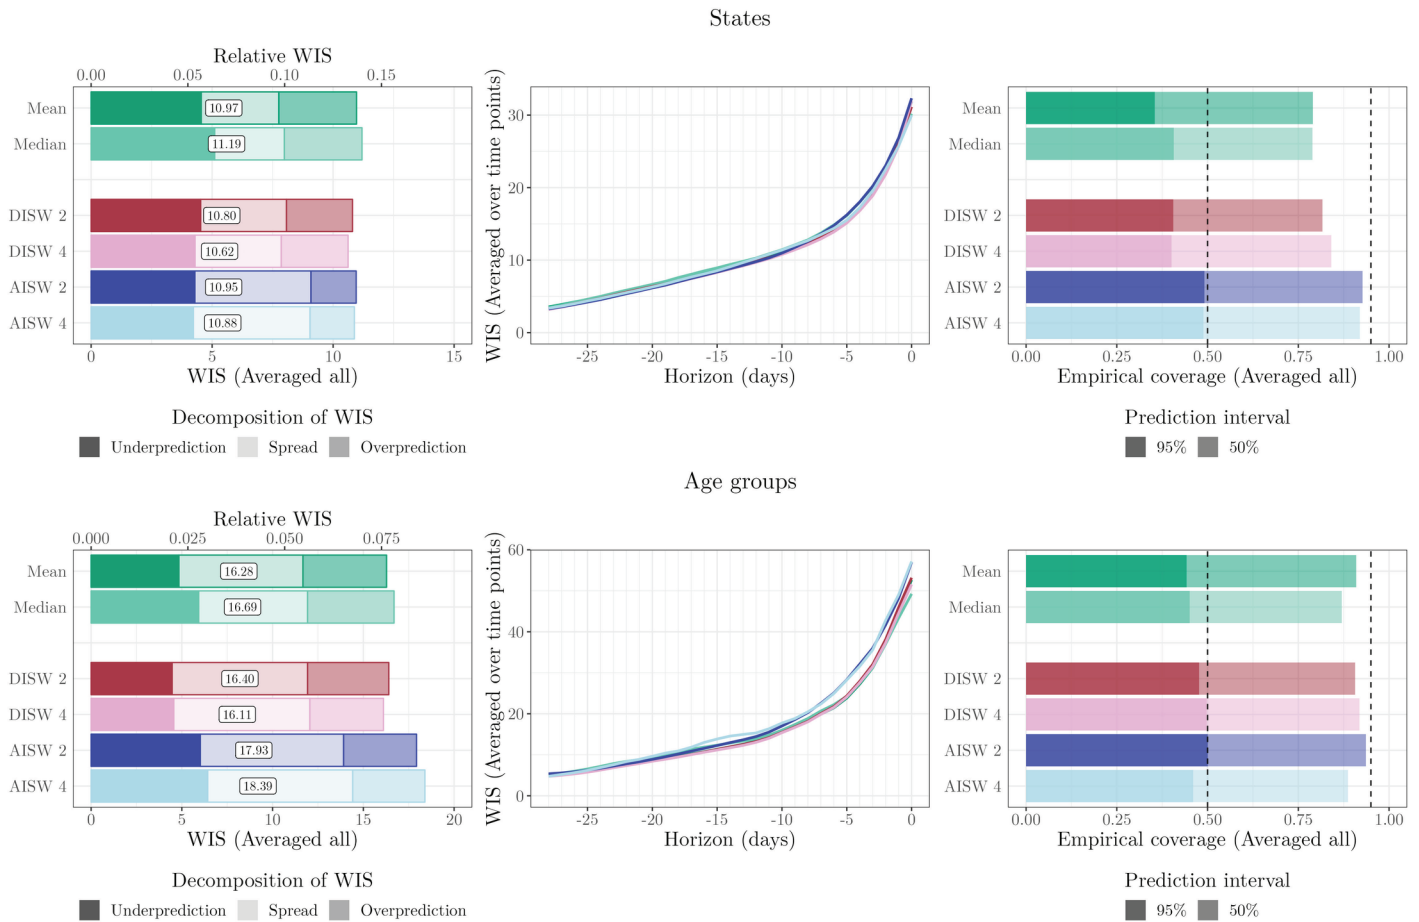 States
Relative WIS
0.00 0.05 0.10 0.15
Mean 10.97
Median 11.19
DISW 2 10.80
DISW 4 10.62
AISW 2 10.95
AISW 4 10.88
0 5 10 15
WIS (Averaged all)
Decomposition of WIS
Underprediction Spread Overprediction
WIS (Averaged over time points)
30
20
10
0
-25 -20 -15 -10 -5 0
Horizon (days)
Mean
Median
DISW 2
DISW 4
AISW 2
AISW 4
0.00 0.25 0.50 0.75 1.00
Empirical coverage (Averaged all)
Prediction interval
95% 50%
Age groups
Relative WIS
0.000 0.025 0.050 0.075
Mean 16.28
Median 16.69
DISW 2 16.40
DISW 4 16.11
AISW 2 17.93
AISW 4 18.39
0 5 10 15 20
WIS (Averaged all)
Decomposition of WIS
Underprediction Spread Overprediction
WIS (Averaged over time points)
60
40
20
0
-25 -20 -15 -10 -5 0
Horizon (days)
Mean
Median
DISW 2
DISW 4
AISW 2
AISW 4
0.00 0.25 0.50 0.75 1.00
Empirical coverage (Averaged all)
Prediction interval
95% 50%